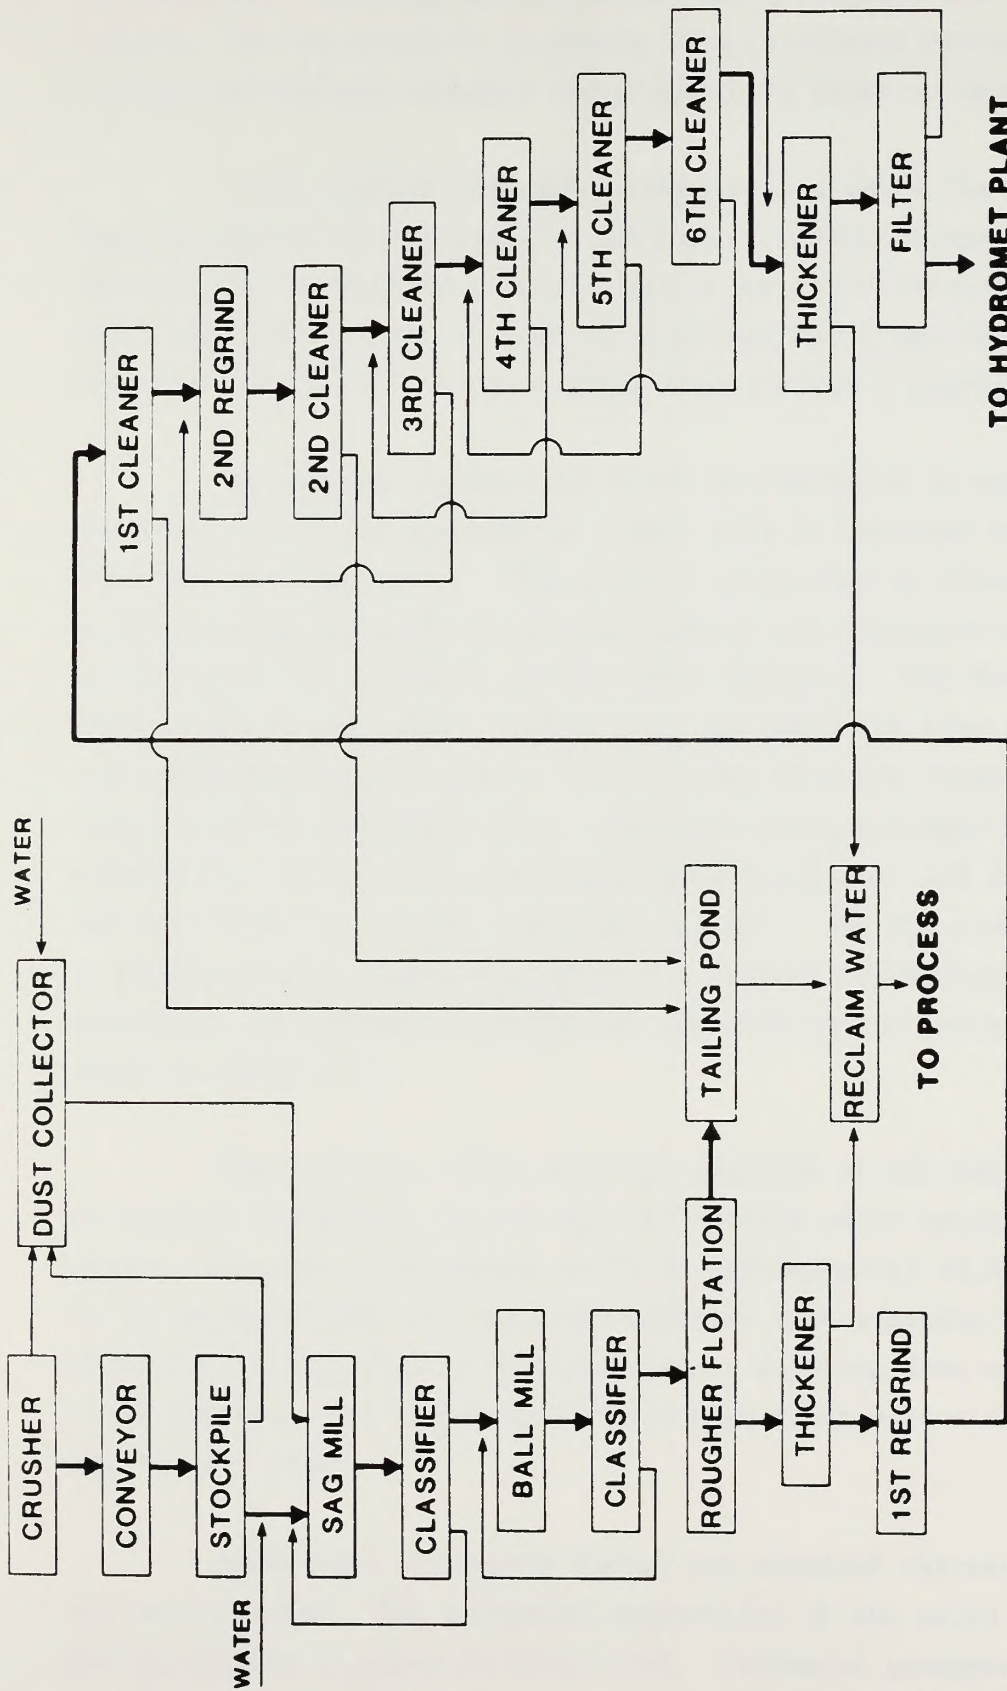 CRUSHER
CONVEYOR
STOCKPILE
WATER
SAG MILL
CLASSIFIER
BALL MILL
CLASSIFIER
ROUGHER FLOTATION
THICKENER
1ST REGRIND
WATER
DUST COLLECTOR
TAILING POND
RECLAIM WATER
TO PROCESS
1ST CLEANER
2ND REGRIND
2ND CLEANER
3RD CLEANER
4TH CLEANER
5TH CLEANER
6TH CLEANER
THICKENER
FILTER
TO HYDROMET PLANT